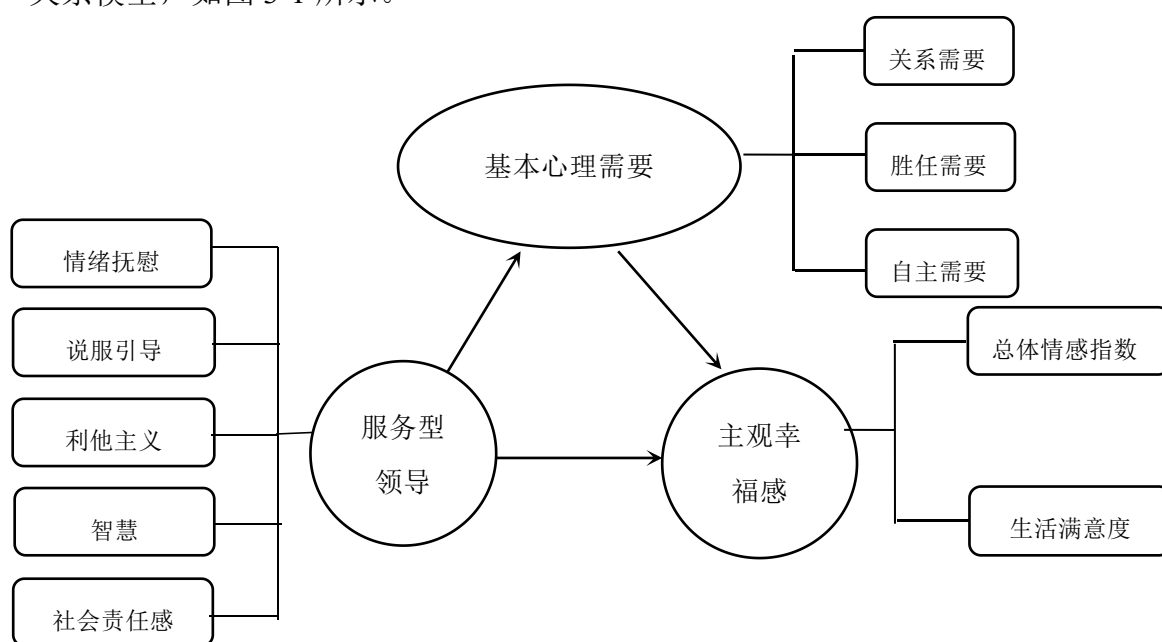 关系模型，如图 3-1 所示。
关系需要
基本心理需要
胜任需要
自主需要
情绪抚慰
说服引导
利他主义
智慧
社会责任感
服务型
领导
主观幸
福感
总体情感指数
生活满意度